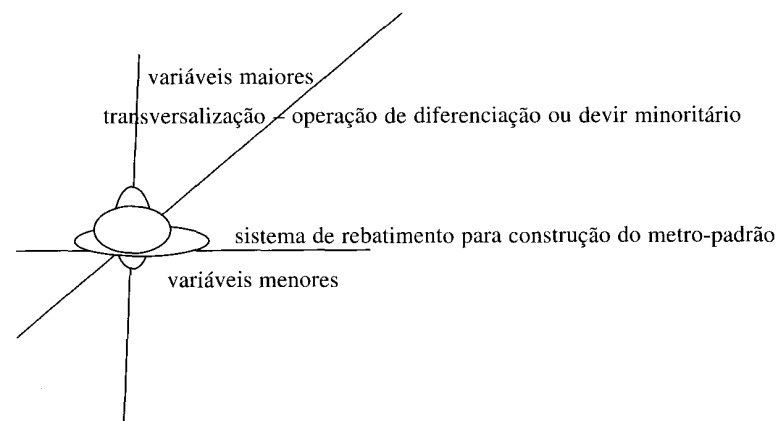 variáveis maiores
transversalização – operação de diferenciação ou devir minoritário
sistema de rebatimento para construção do metro-padrão
variáveis menores